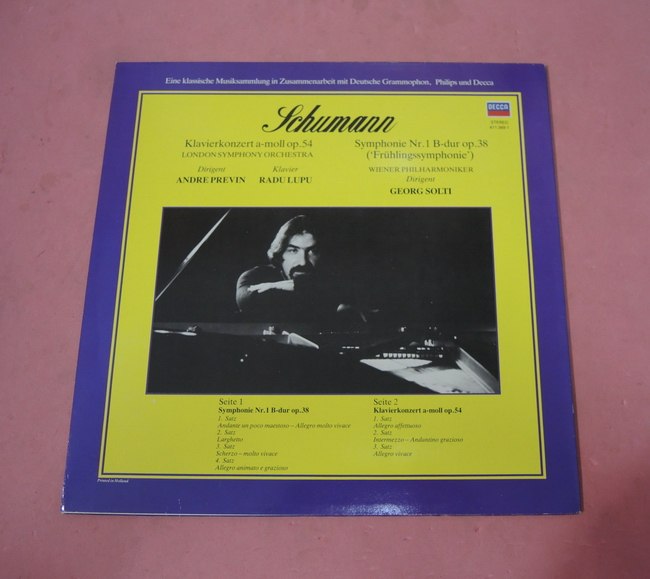 Eine klassische Musiksammlung in Zusammenarbeit mit Deutsche Grammophon, Philips und Decca
DECCA
Schumann
STEREO
Klavierkonzert a-moll op.54
LONDON SYMPHONY ORCHESTRA
Dirigent Klavier
ANDRE PREVIN RADU LUPU
Symphonie Nr.1 B-dur op.38
('Frühlingssymphonie')
WIENER PHILHARMONIKER
Dirigent
GEORG SOLTI
Seite 1
Symphonie Nr.1 B-dur op.38
1. Satz
Andante un poco maestoso – Allegro molto vivace
2. Satz
Larghetto
3. Satz
Scherzo – molto vivace
4. Satz
Allegro animato e grazioso
Seite 2
Klavierkonzert a-moll op.54
1. Satz
Allegro affettuoso
2. Satz
Intermezzo – Andantino grazioso
3. Satz
Allegro vivace
Printed in Holland